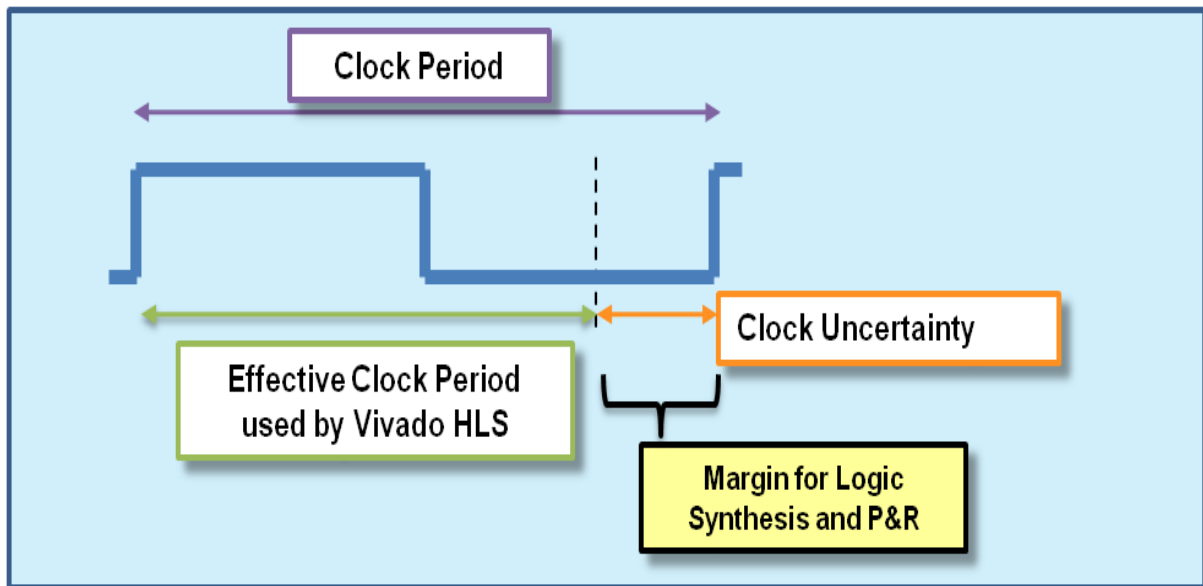 Clock Period
Clock Uncertainty
Effective Clock Period
used by Vivado HLS
Margin for Logic
Synthesis and P&R